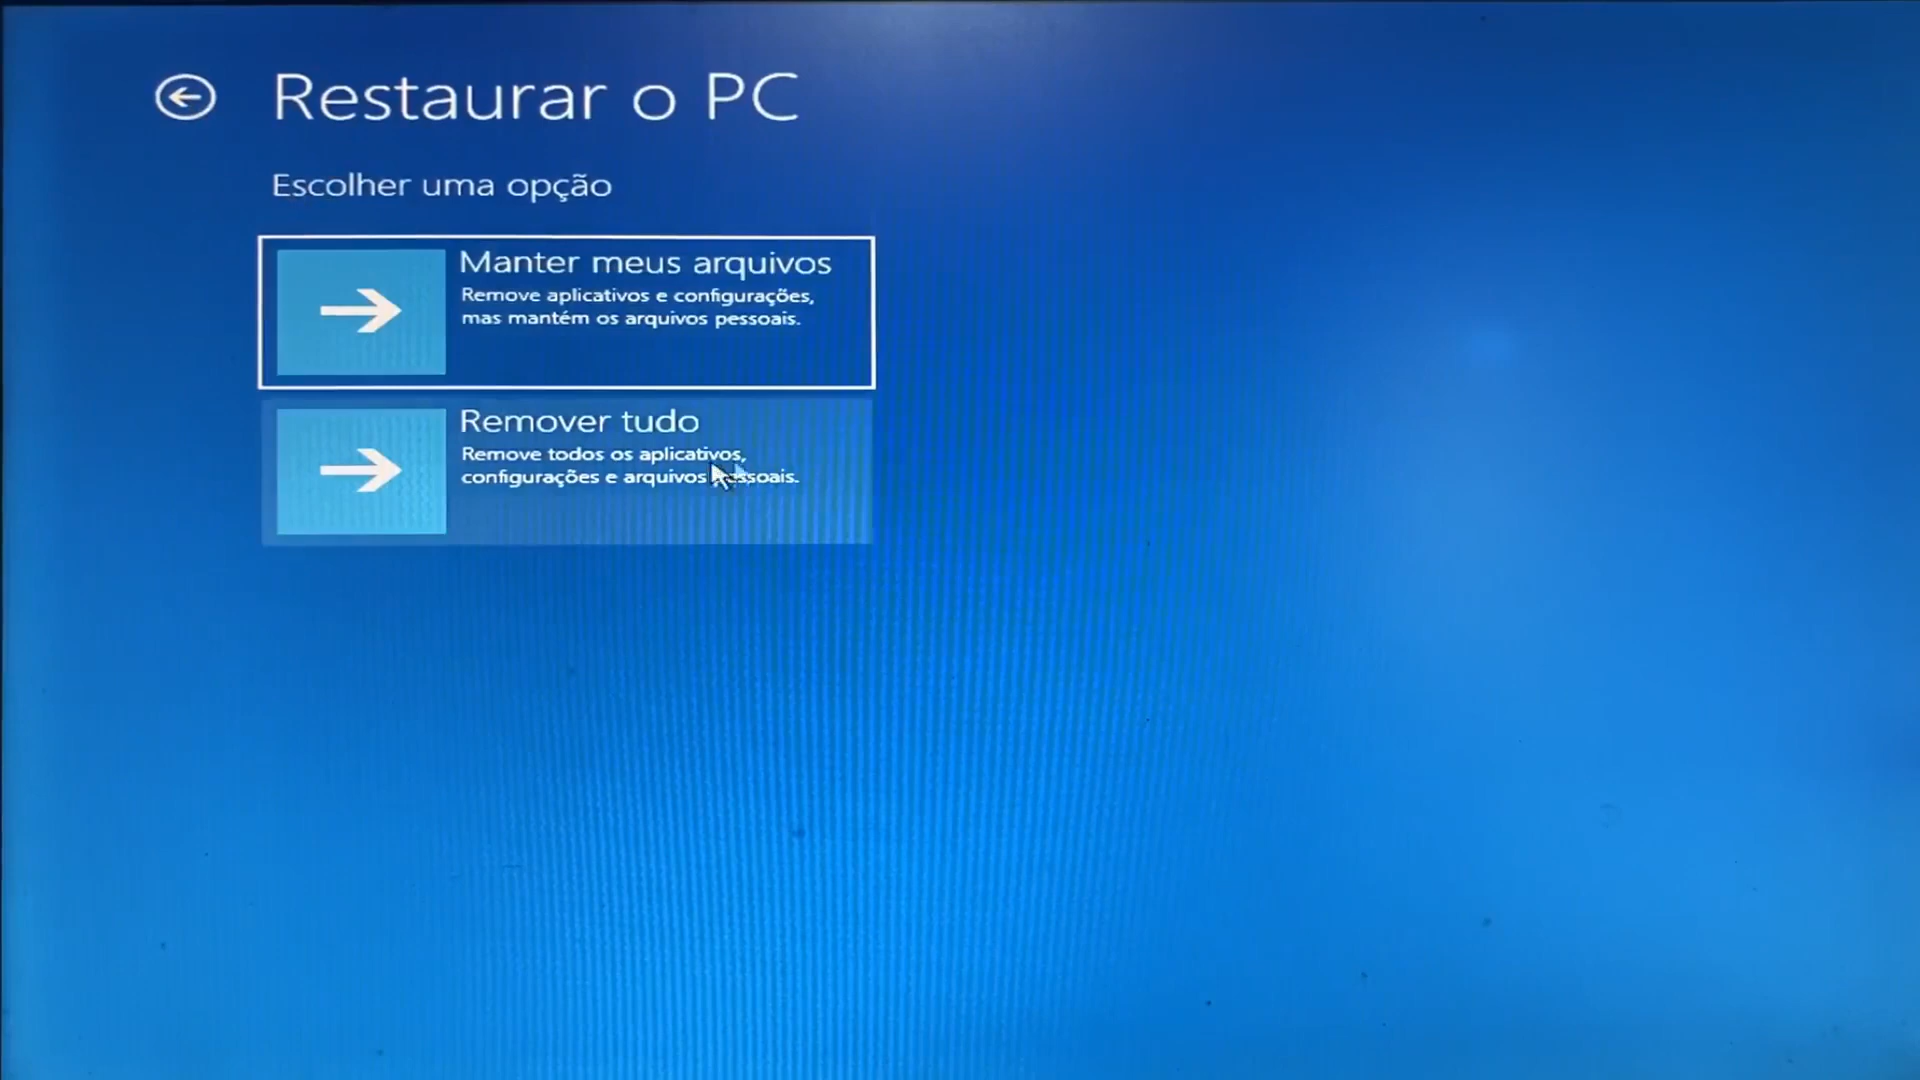 Restaurar o PC
Escolher uma opção
Manter meus arquivos
Remove aplicativos e configurações,
mas mantém os arquivos pessoais.
Remover tudo
Remove todos os aplicativos,
configurações e arquivos pessoais.